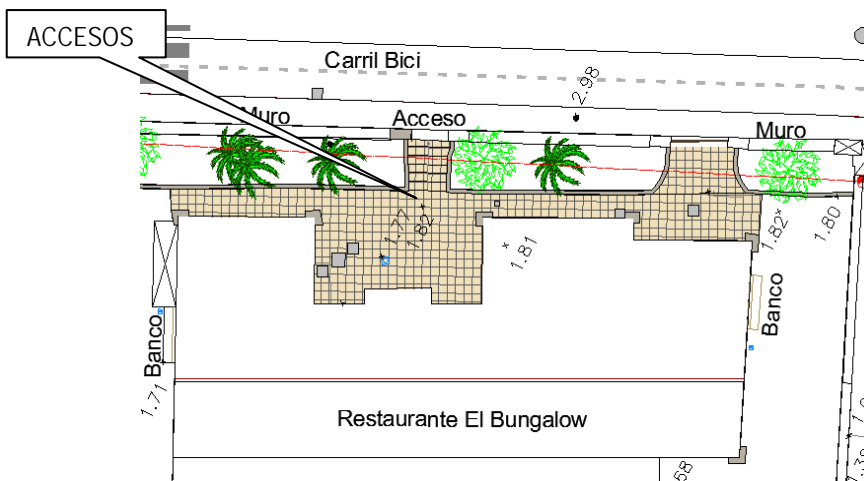 ACCESOS
Carril Bici
2.98
Muro
Acceso
Muro
1.77
1.82
1.81
1.82
1.80
Banco
Banco
1.71
Restaurante El Bungalow